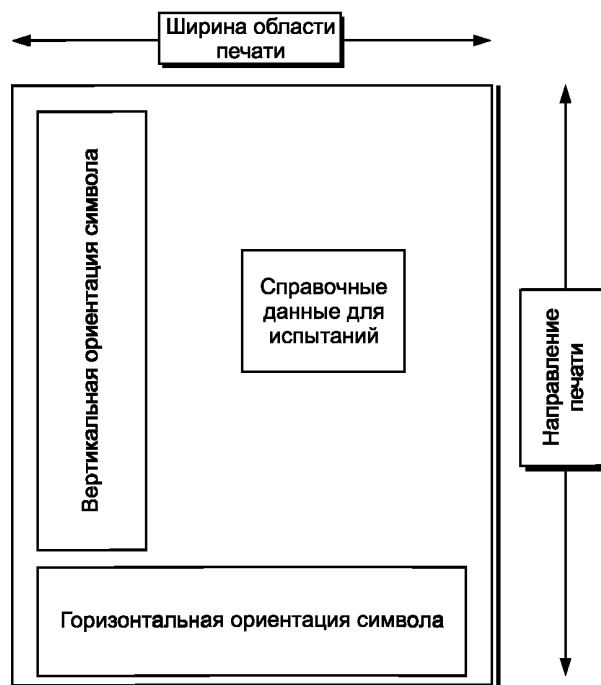 Ширина области
печати
Вертикальная ориентация символа
Справочные
данные для
испытаний
Направление
печати
Горизонтальная ориентация символа